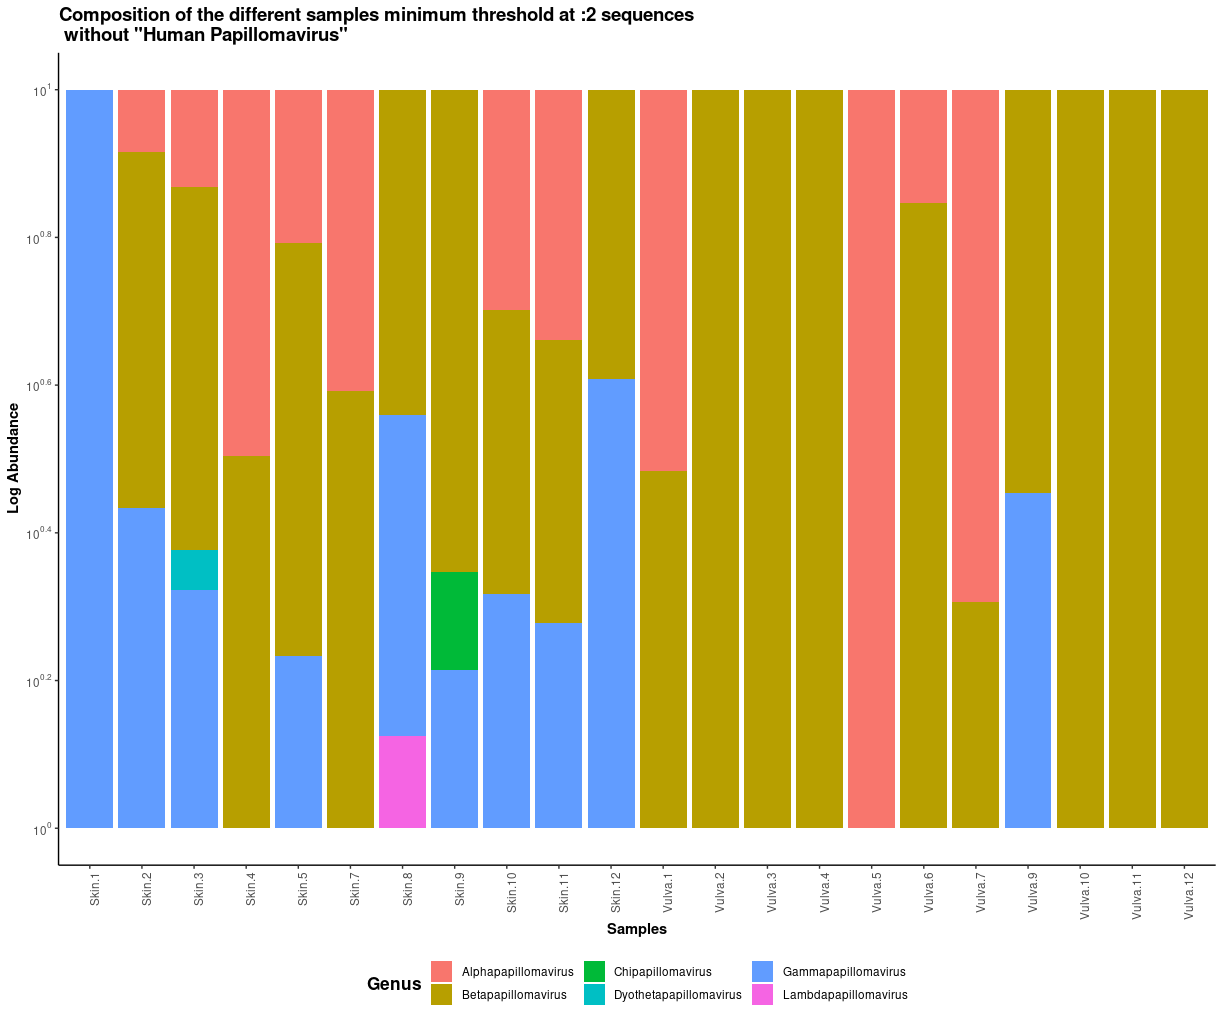 Composition of the different samples minimum threshold at :2 sequences
without "Human Papillomavirus"
10^1
10^0.8
10^0.6
10^0.4
10^0.2
10^0
Log Abundance
Skin.1
Skin.2
Skin.3
Skin.4
Skin.5
Skin.7
Skin.8
Skin.9
Skin.10
Skin.11
Skin.12
Vulva.1
Vulva.2
Vulva.3
Vulva.4
Vulva.5
Vulva.6
Vulva.7
Vulva.9
Vulva.10
Vulva.11
Vulva.12
Samples
Genus
Alphapapillomavirus
Betapapillomavirus
Chipapillomavirus
Dyothetapapillomavirus
Gammapapillomavirus
Lambdapapillomavirus